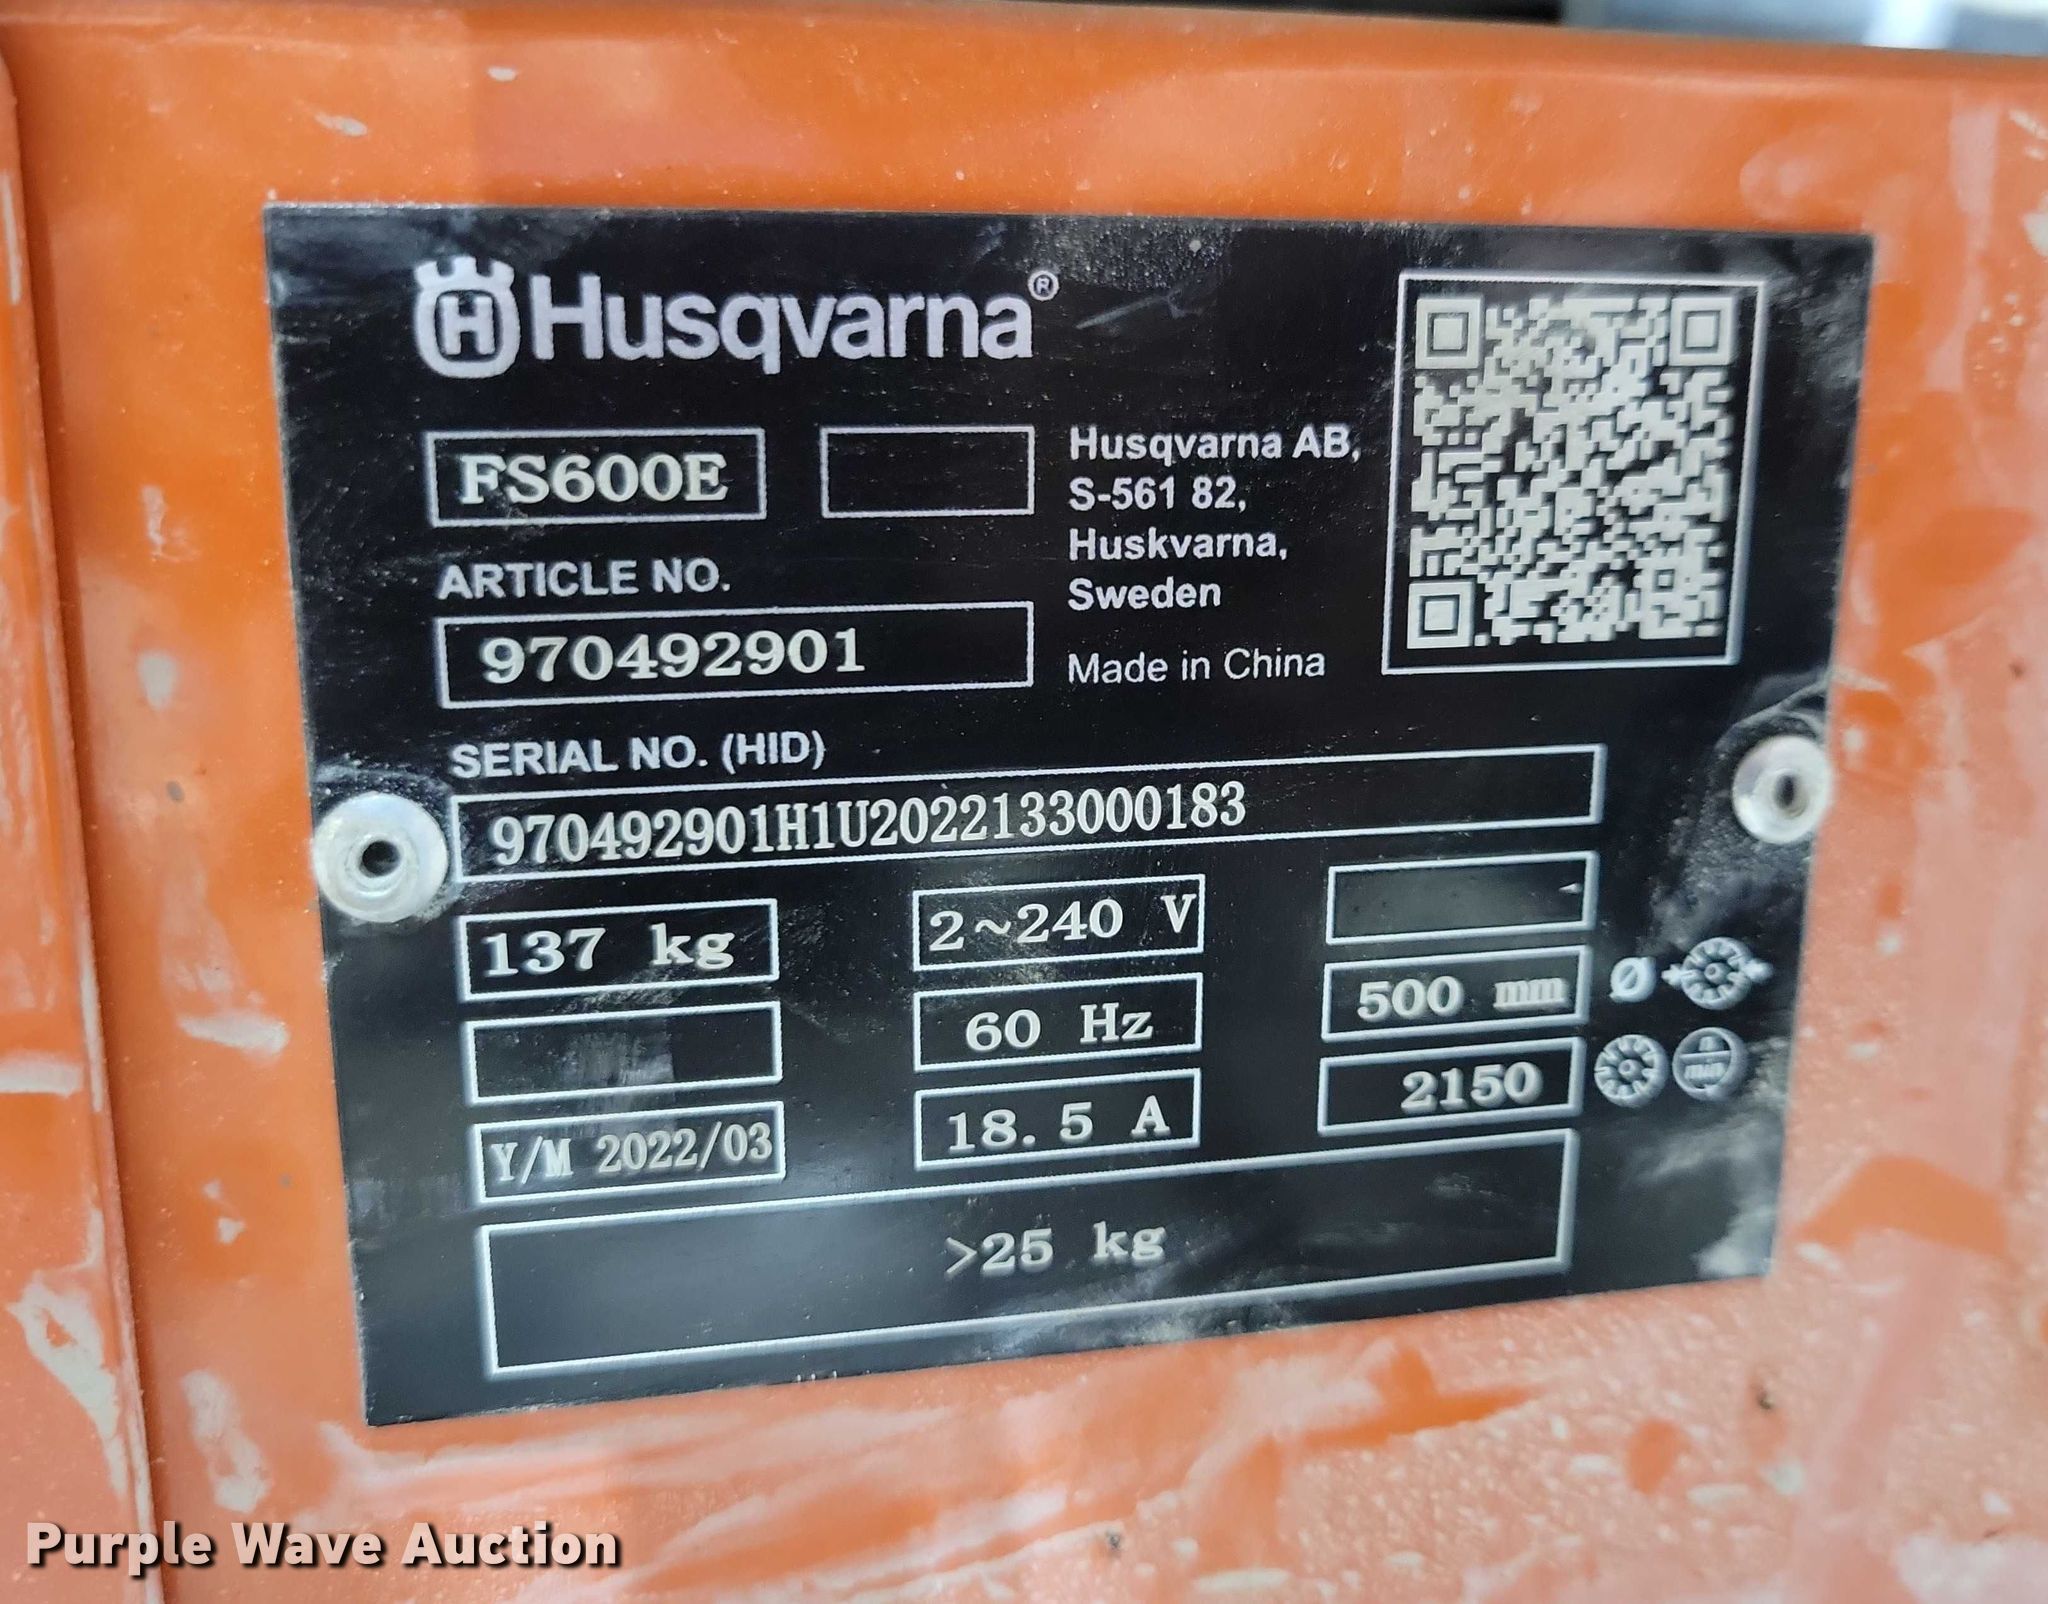 H Husqvarna®
FS600E
Husqvarna AB,
S-561 82,
Huskvarna,
Sweden
ARTICLE NO.
970492901
Made in China
SERIAL NO. (HID)
970492901H1U2022133000183
137 kg
2~240 V
60 Hz
500 mm Ø
Y/M 2022/03
18.5 A
2150
n
min
>25 kg
Purple Wave Auction